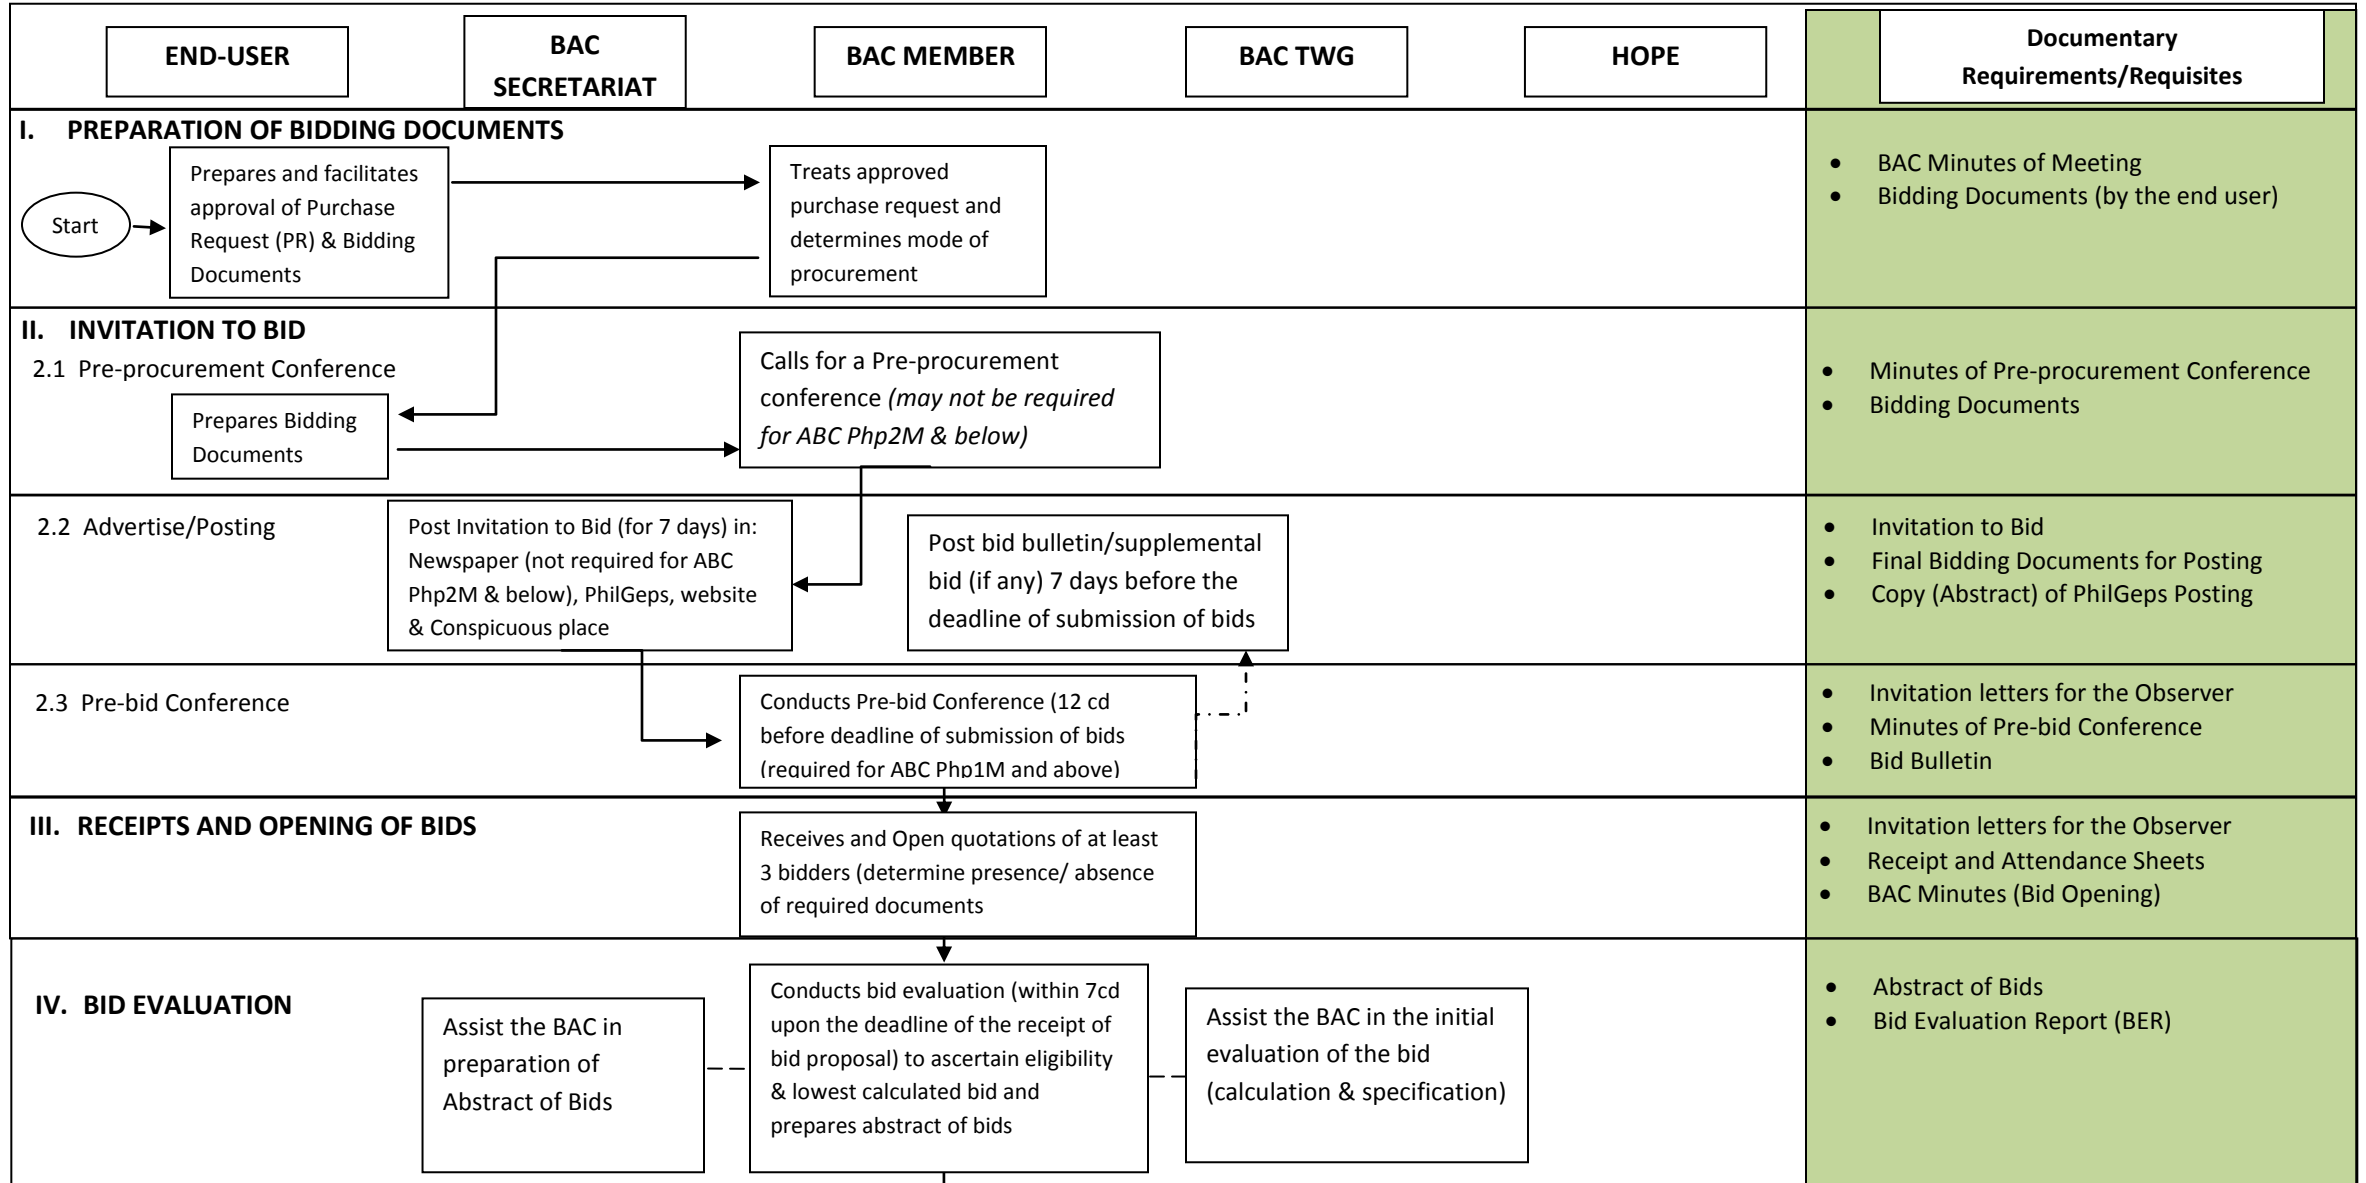 END-USER
BAC
SECRETARIAT
BAC MEMBER
BAC TWG
HOPE
Documentary
Requirements/Requisites
I. PREPARATION OF BIDDING DOCUMENTS
Start
Prepares and facilitates
approval of Purchase
Request (PR) & Bidding
Documents
Treats approved
purchase request and
determines mode of
procurement
• BAC Minutes of Meeting
• Bidding Documents (by the end user)
II. INVITATION TO BID
2.1 Pre-procurement Conference
Prepares Bidding
Documents
Calls for a Pre-procurement
conference (may not be required
for ABC Php2M & below)
• Minutes of Pre-procurement Conference
• Bidding Documents
2.2 Advertise/Posting
Post Invitation to Bid (for 7 days) in:
Newspaper (not required for ABC
Php2M & below), PhilGeps, website
& Conspicuous place
Post bid bulletin/supplemental
bid (if any) 7 days before the
deadline of submission of bids
• Invitation to Bid
• Final Bidding Documents for Posting
• Copy (Abstract) of PhilGeps Posting
2.3 Pre-bid Conference
Conducts Pre-bid Conference (12 cd
before deadline of submission of bids
(required for ABC Php1M and above)
• Invitation letters for the Observer
• Minutes of Pre-bid Conference
• Bid Bulletin
III. RECEIPTS AND OPENING OF BIDS
Receives and Open quotations of at least
3 bidders (determine presence/ absence
of required documents
• Invitation letters for the Observer
• Receipt and Attendance Sheets
• BAC Minutes (Bid Opening)
IV. BID EVALUATION
Assist the BAC in
preparation of
Abstract of Bids
Conducts bid evaluation (within 7cd
upon the deadline of the receipt of
bid proposal) to ascertain eligibility
& lowest calculated bid and
prepares abstract of bids
Assist the BAC in the initial
evaluation of the bid
(calculation & specification)
• Abstract of Bids
• Bid Evaluation Report (BER)